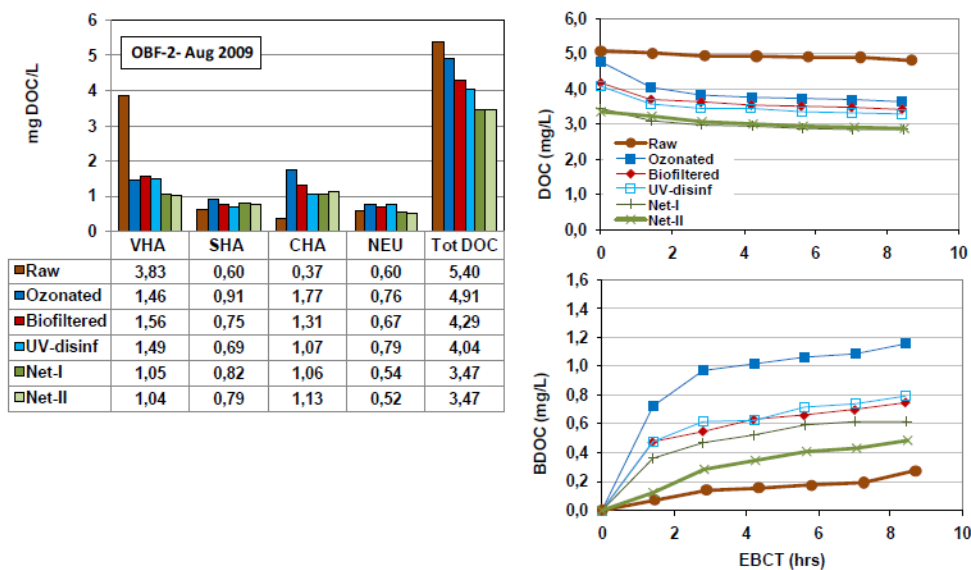 OBF-2- Aug 2009
mg DOC/L
6
5
4
3
2
1
0
VHA SHA CHA NEU Tot DOC
Raw 3,83 0,60 0,37 0,60 5,40
Ozonated 1,46 0,91 1,77 0,76 4,91
Biofiltered 1,56 0,75 1,31 0,67 4,29
UV-disinf 1,49 0,69 1,07 0,79 4,04
Net-I 1,05 0,82 1,06 0,54 3,47
Net-II 1,04 0,79 1,13 0,52 3,47
DOC (mg/L)
6,0
5,0
4,0
3,0
2,0
1,0
0,0
Raw
Ozonated
Biofiltered
UV-disinf
Net-I
Net-II
0 2 4 6 8 10
BDOC (mg/L)
1,6
1,4
1,2
1,0
0,8
0,6
0,4
0,2
0,0
0 2 4 6 8 10
EBCT (hrs)